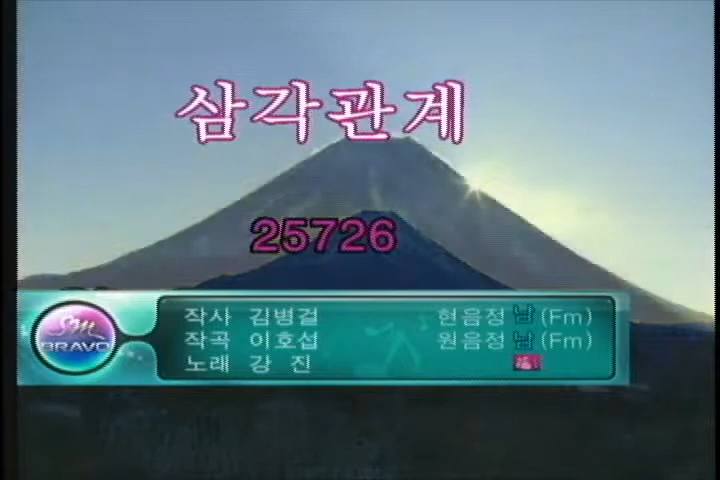 삼각관계
25726
Sm
BRAVO
작사 김병걸 현음정 남(Fm)
작곡 이호섭 원음정 남(Fm)
노래 강 진